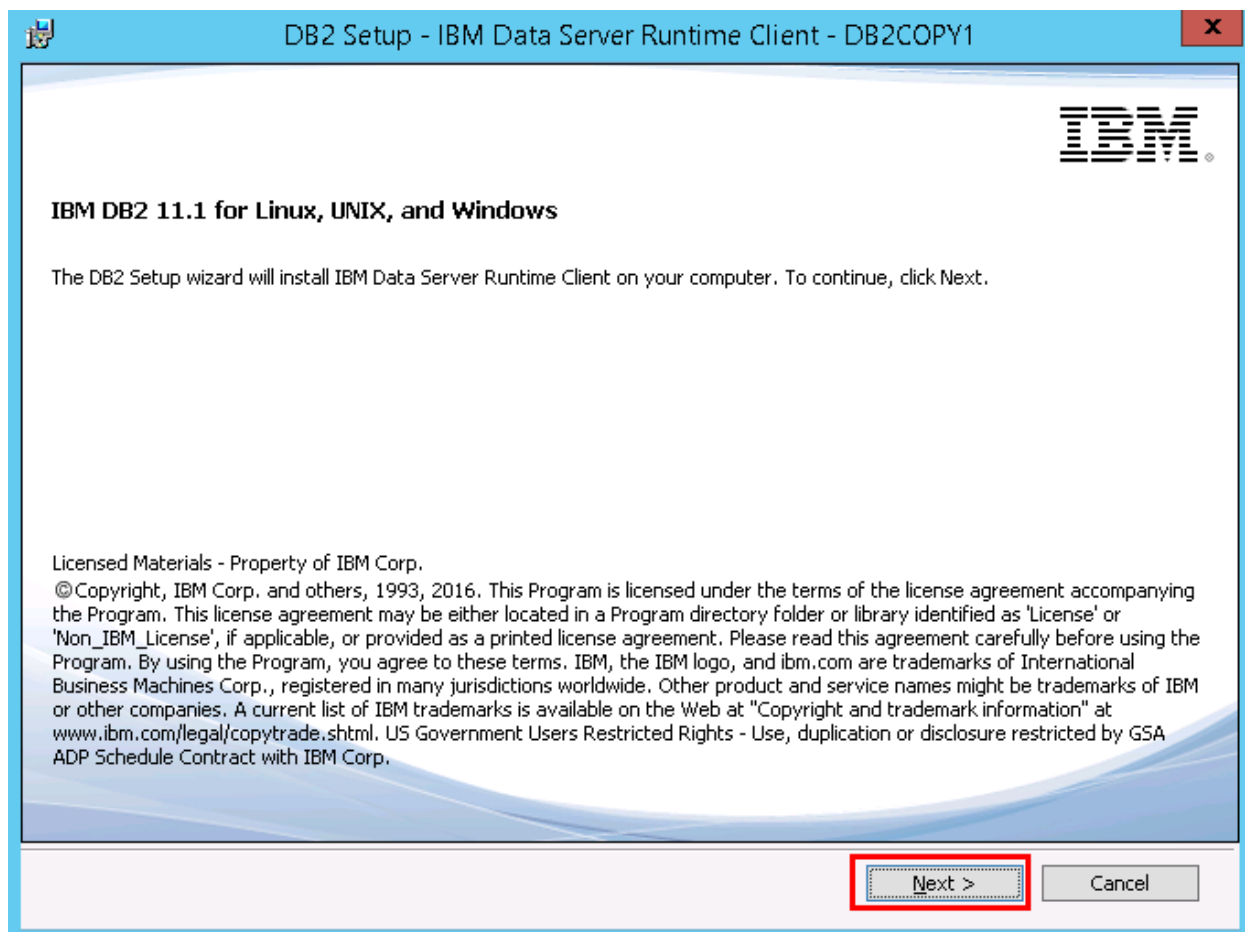 DB2 Setup - IBM Data Server Runtime Client - DB2COPY1
x
IBM
IBM DB2 11.1 for Linux, UNIX, and Windows
The DB2 Setup wizard will install IBM Data Server Runtime Client on your computer. To continue, click Next.
Licensed Materials - Property of IBM Corp.
©Copyright, IBM Corp. and others, 1993, 2016. This Program is licensed under the terms of the license agreement accompanying
the Program. This license agreement may be either located in a Program directory folder or library identified as 'License' or
'Non_IBM_License', if applicable, or provided as a printed license agreement. Please read this agreement carefully before using the
Program. By using the Program, you agree to these terms. IBM, the IBM logo, and ibm.com are trademarks of International
Business Machines Corp., registered in many jurisdictions worldwide. Other product and service names might be trademarks of IBM
or other companies. A current list of IBM trademarks is available on the Web at "Copyright and trademark information" at
www.ibm.com/legal/copytrade.shtml. US Government Users Restricted Rights - Use, duplication or disclosure restricted by GSA
ADP Schedule Contract with IBM Corp.
Next >
Cancel